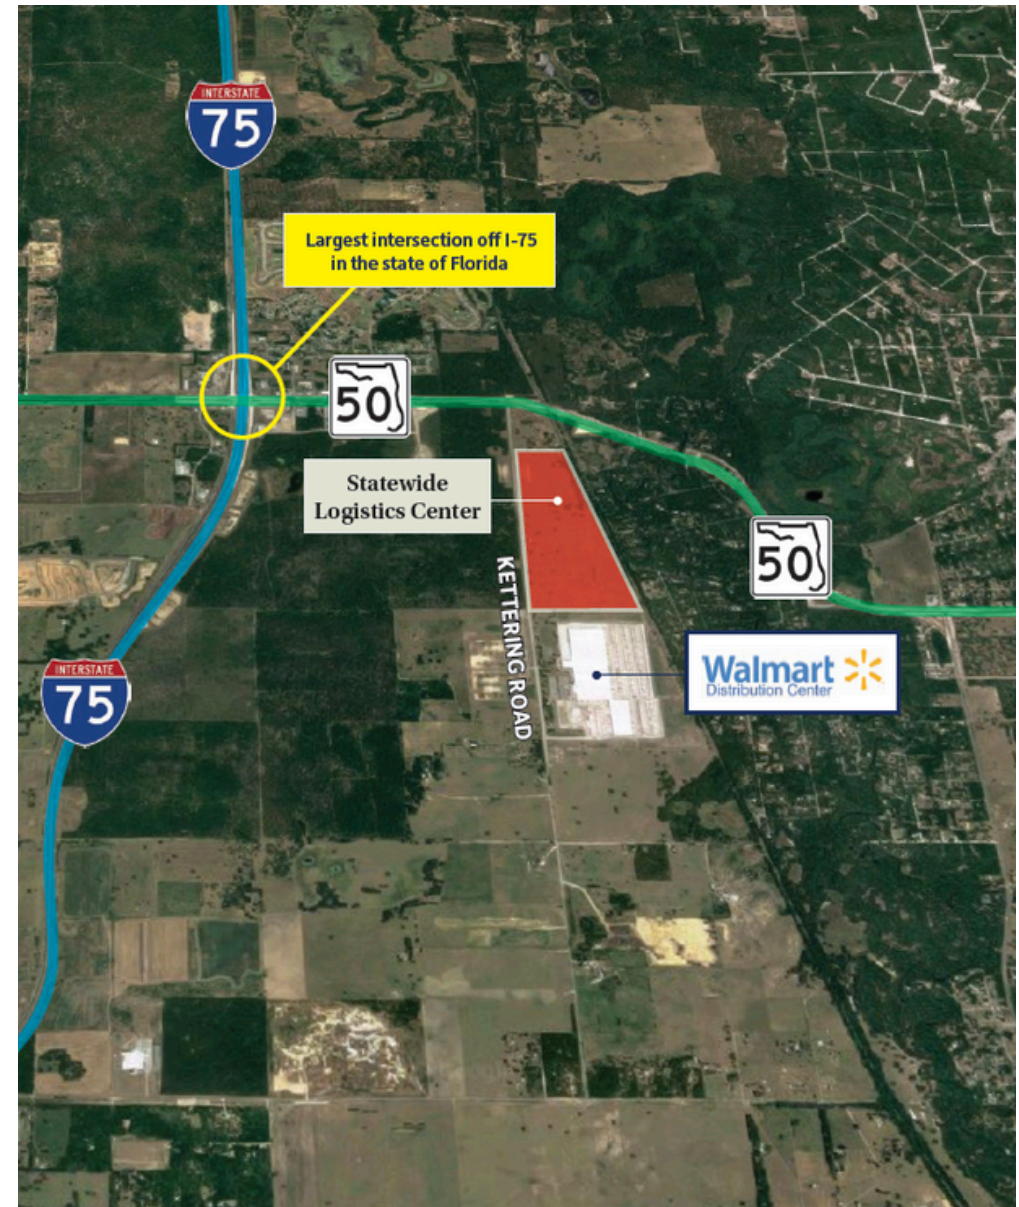 INTERSTATE
75
Largest intersection off I-75
in the state of Florida
50
Statewide
Logistics Center
KETTERING ROAD
50
INTERSTATE
75
Walmart
Distribution Center